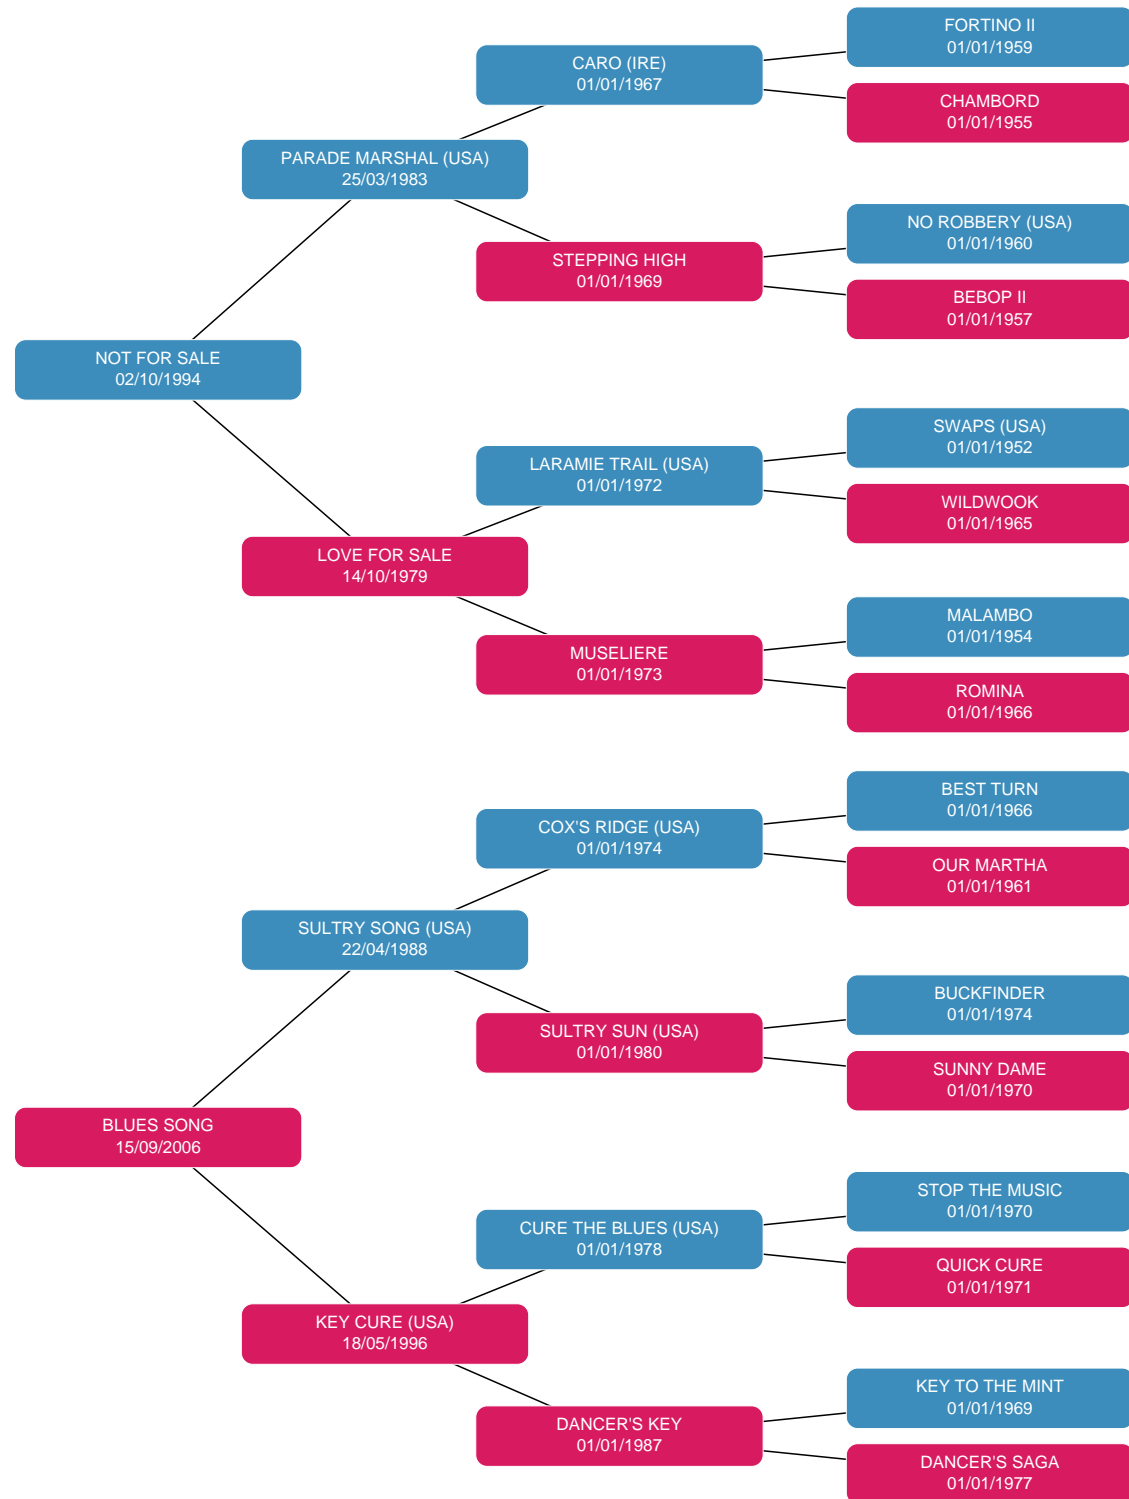 FORTINO II
01/01/1959
CARO (IRE)
01/01/1967
CHAMBORD
01/01/1955
PARADE MARSHAL (USA)
25/03/1983
NO ROBBERY (USA)
01/01/1960
STEPPING HIGH
01/01/1969
BEBOP II
01/01/1957
NOT FOR SALE
02/10/1994
SWAPS (USA)
01/01/1952
LARAMIE TRAIL (USA)
01/01/1972
WILDWOOK
01/01/1965
LOVE FOR SALE
14/10/1979
MALAMBO
01/01/1954
MUSELIERE
01/01/1973
ROMINA
01/01/1966
BEST TURN
01/01/1966
COX'S RIDGE (USA)
01/01/1974
OUR MARTHA
01/01/1961
SULTRY SONG (USA)
22/04/1988
BUCKFINDER
01/01/1974
SULTRY SUN (USA)
01/01/1980
SUNNY DAME
01/01/1970
BLUES SONG
15/09/2006
STOP THE MUSIC
01/01/1970
CURE THE BLUES (USA)
01/01/1978
QUICK CURE
01/01/1971
KEY CURE (USA)
18/05/1996
KEY TO THE MINT
01/01/1969
DANCER'S KEY
01/01/1987
DANCER'S SAGA
01/01/1977